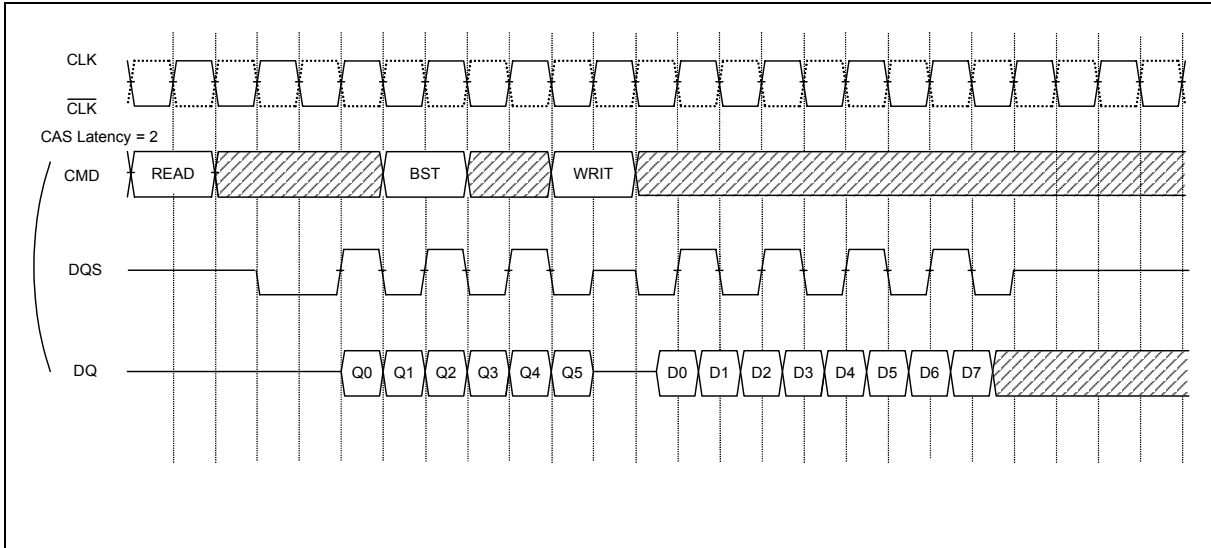 CLK
CLK
CAS Latency = 2
CMD READ BST WRIT
DQS
DQ Q0 Q1 Q2 Q3 Q4 Q5 D0 D1 D2 D3 D4 D5 D6 D7